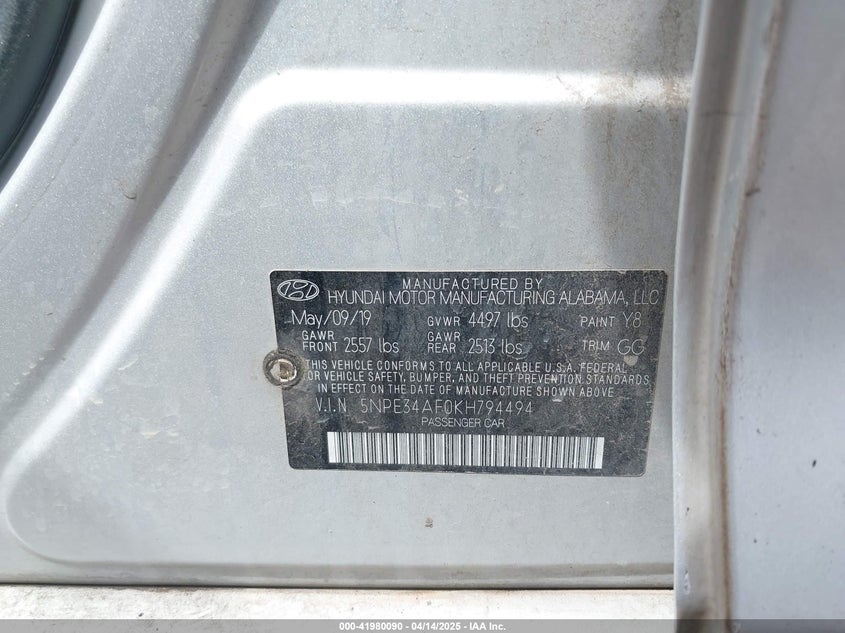 MANUFACTURED BY
HYUNDAI MOTOR MANUFACTURING ALABAMA, LLC
May/09/19 GVWR 4497 lbs PAINT Y8
GAWR FRONT 2557 lbs GAWR REAR 2513 lbs TRIM GG
THIS VEHICLE CONFORMS TO ALL APPLICABLE U.S.A. FEDERAL
MOTOR VEHICLE SAFETY, BUMPER, AND THEFT PREVENTION STANDARDS
IN EFFECT ON THE DATE OF MANUFACTURE SHOWN ABOVE
V.I.N 5NPE34AF0KH794494
PASSENGER CAR
000-41980090 - 04/14/2025 - IAA Inc.